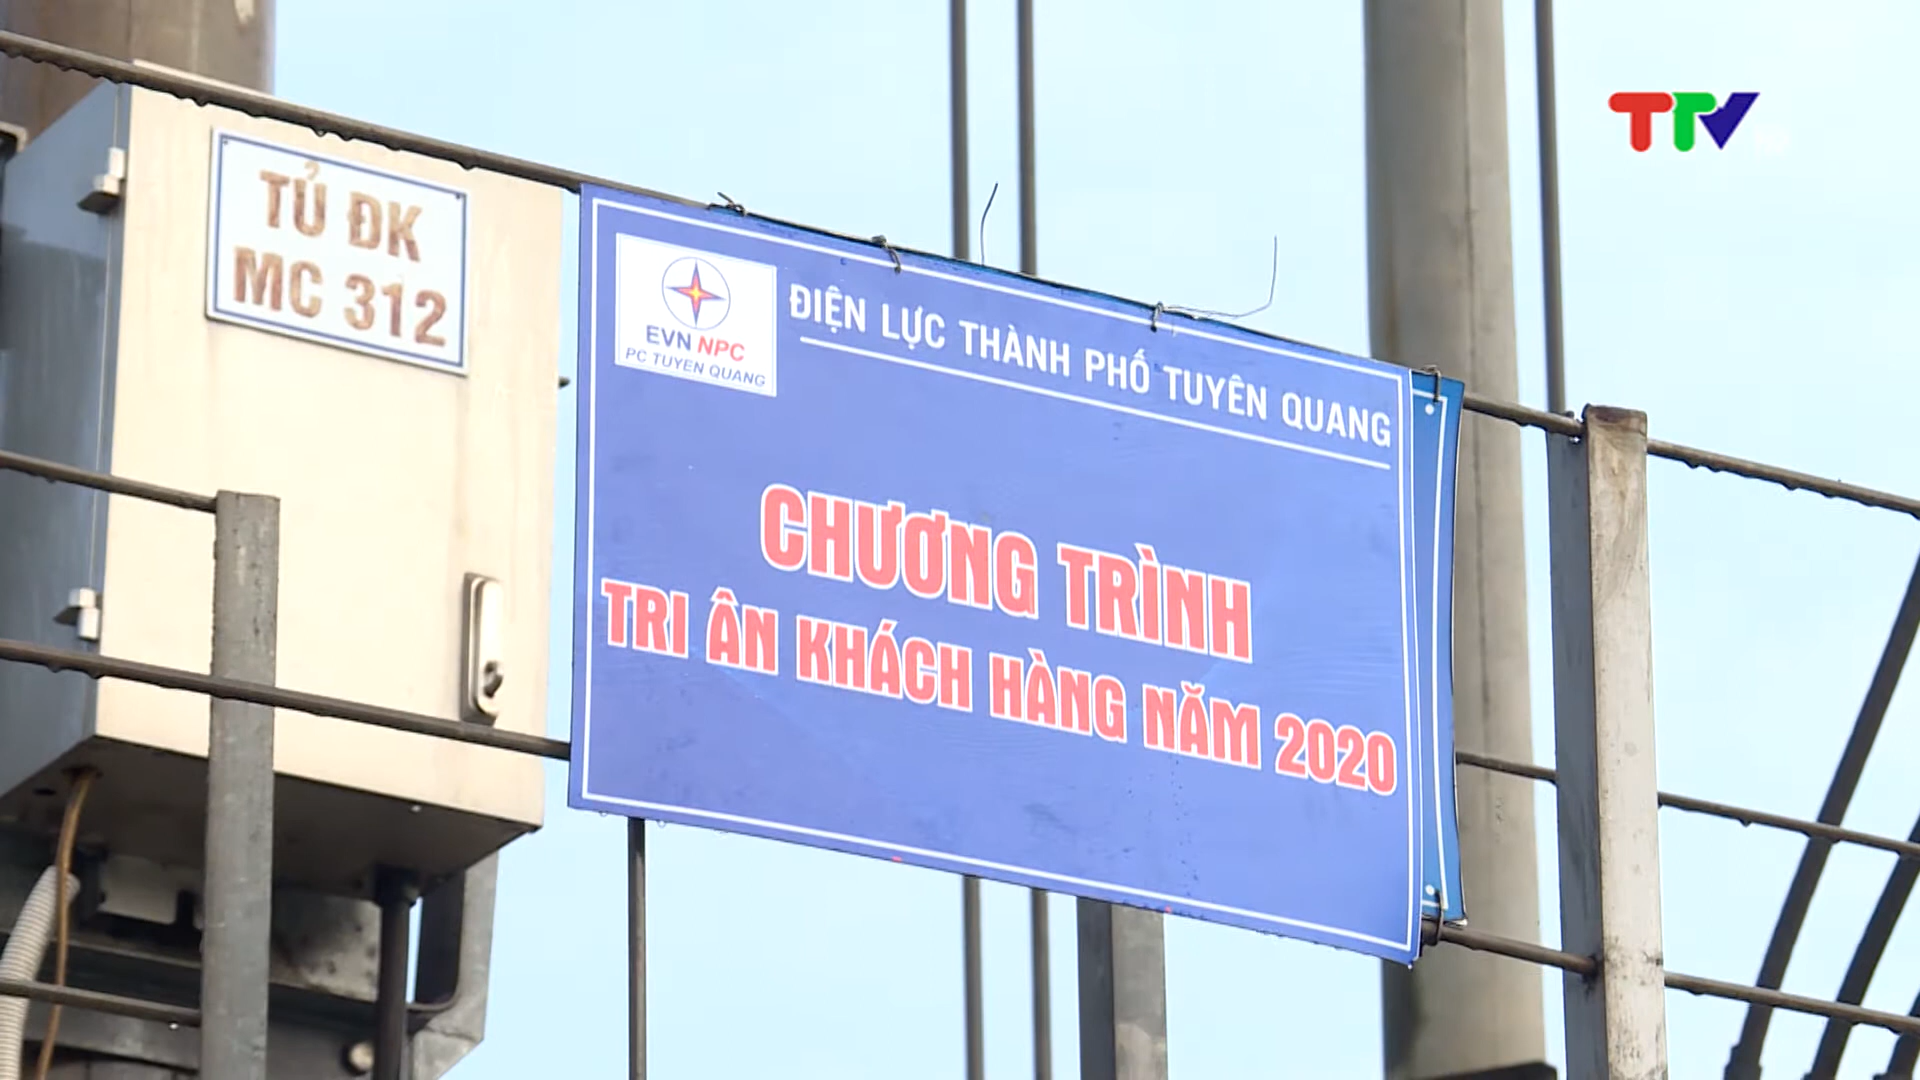 TTV
TỦ ĐK
MC 312
EVN NPC
PC TUYEN QUANG
ĐIỆN LỰC THÀNH PHỐ TUYÊN QUANG
CHƯƠNG TRÌNH
TRI ÂN KHÁCH HÀNG NĂM 2020